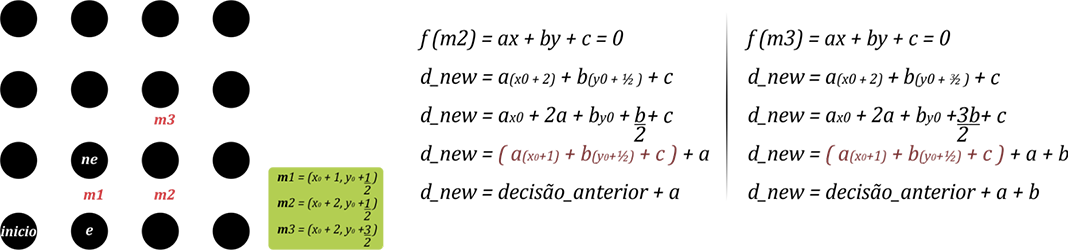 m3
ne
m1 m2
inicio e
m1 = (x₀ + 1, y₀ + 1/2)
m2 = (x₀ + 2, y₀ + 1/2)
m3 = (x₀ + 2, y₀ + 3/2)
f (m2) = ax + by + c = 0
d_new = a(x0 + 2) + b(y0 + ½ ) + c
d_new = ax0 + 2a + by0 + b/2 + c
d_new = ( a(x0+1) + b(y0+½) + c ) + a
d_new = decisão_anterior + a
f (m3) = ax + by + c = 0
d_new = a(x0 + 2) + b(y0 + ³⁄₂ ) + c
d_new = ax0 + 2a + by0 + 3b/2 + c
d_new = ( a(x0+1) + b(y0+½) + c ) + a + b
d_new = decisão_anterior + a + b